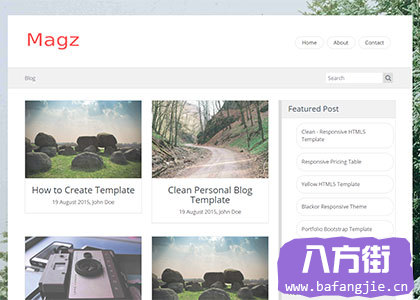 Magz
Home
About
Contact
Blog
Search
How to Create Template
19 August 2015, John Doe
Clean Personal Blog
Template
19 August 2015, John Doe
Featured Post
Clean - Responsive HTML5
Template
Responsive Pricing Table
Yellow HTML5 Template
Blackor Responsive Theme
Portfolio Bootstrap Template
八方街
www.bafangjie.cn